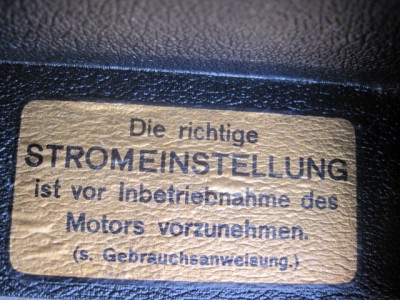 Die richtige
STROMEINSTELLUNG
ist vor Inbetriebnahme des
Motors vorzunehmen.
(s. Gebrauchsanweisung.)